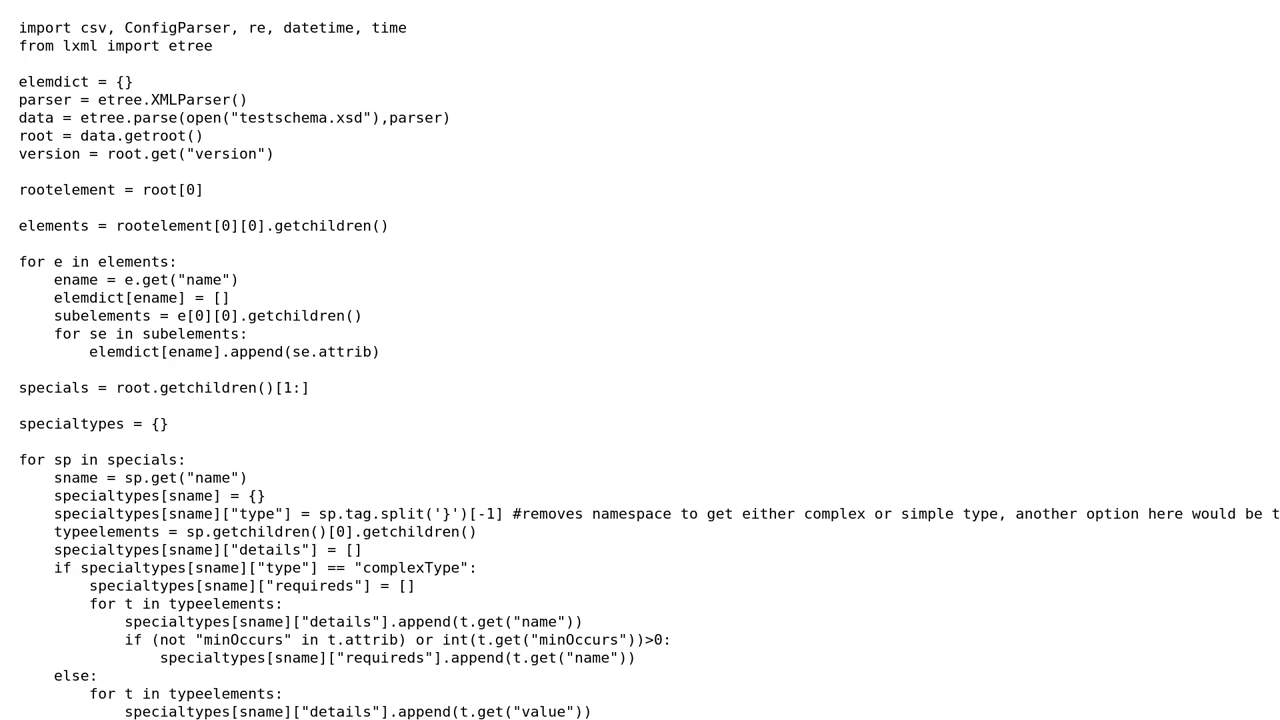 import csv, ConfigParser, re, datetime, time
from lxml import etree

elemdict = {}
parser = etree.XMLParser()
data = etree.parse(open("testschema.xsd"),parser)
root = data.getroot()
version = root.get("version")

rootelement = root[0]

elements = rootelement[0][0].getchildren()

for e in elements:
    ename = e.get("name")
    elemdict[ename] = []
    subelements = e[0][0].getchildren()
    for se in subelements:
        elemdict[ename].append(se.attrib)

specials = root.getchildren()[1:]

specialtypes = {}

for sp in specials:
    sname = sp.get("name")
    specialtypes[sname] = {}
    specialtypes[sname]["type"] = sp.tag.split('}')[-1] #removes namespace to get either complex or simple type, another option here would be t
    typeelements = sp.getchildren()[0].getchildren()
    specialtypes[sname]["details"] = []
    if specialtypes[sname]["type"] == "complexType":
        specialtypes[sname]["requireds"] = []
        for t in typeelements:
            specialtypes[sname]["details"].append(t.get("name"))
            if (not "minOccurs" in t.attrib) or int(t.get("minOccurs"))>0:
                specialtypes[sname]["requireds"].append(t.get("name"))
    else:
        for t in typeelements:
            specialtypes[sname]["details"].append(t.get("value"))